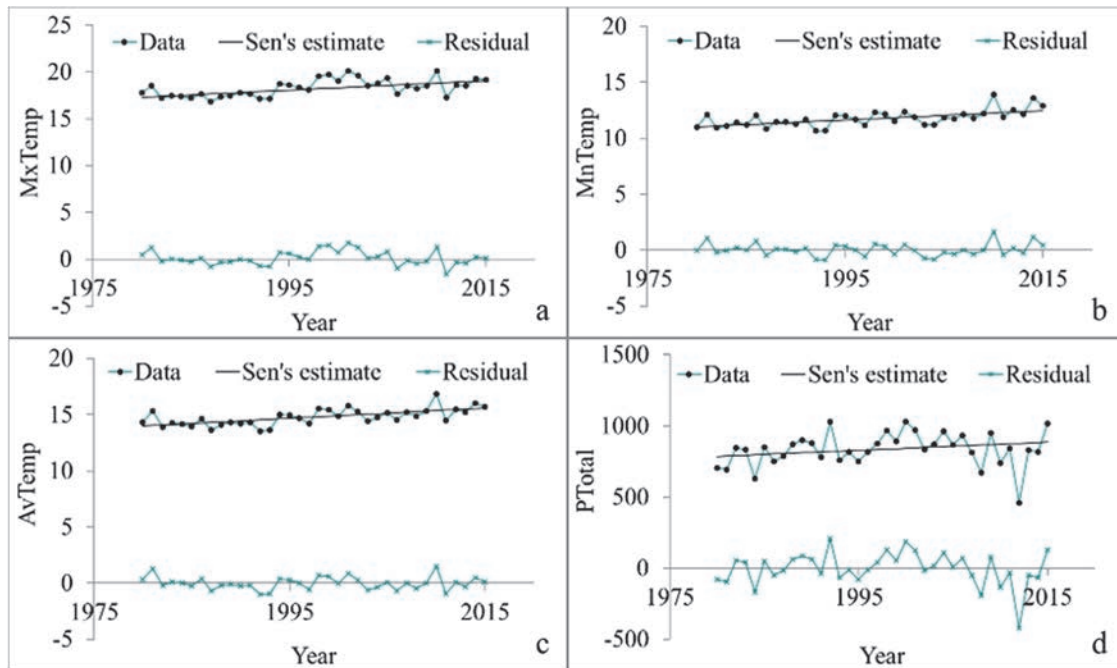 25
Data Sen's estimate Residual
20
15
10
5
0
-5
1975 1995 2015
MxTemp
Year
a
20
Data Sen's estimate Residual
15
10
5
0
-5
1975 1995 2015
MnTemp
Year
b
20
Data Sen's estimate Residual
15
10
5
0
-5
1975 1995 2015
AvTemp
Year
c
1500
Data Sen's estimate Residual
1000
500
0
-500
1975 1995 2015
PTotal
Year
d